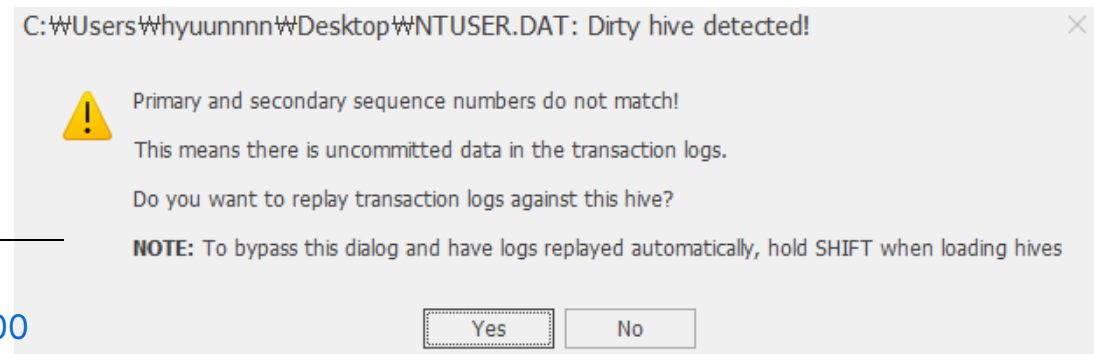 C:₩Users₩hyuunnnn₩Desktop₩NTUSER.DAT: Dirty hive detected!
Primary and secondary sequence numbers do not match!
This means there is uncommitted data in the transaction logs.
Do you want to replay transaction logs against this hive?
NOTE: To bypass this dialog and have logs replayed automatically, hold SHIFT when loading hives
Yes No